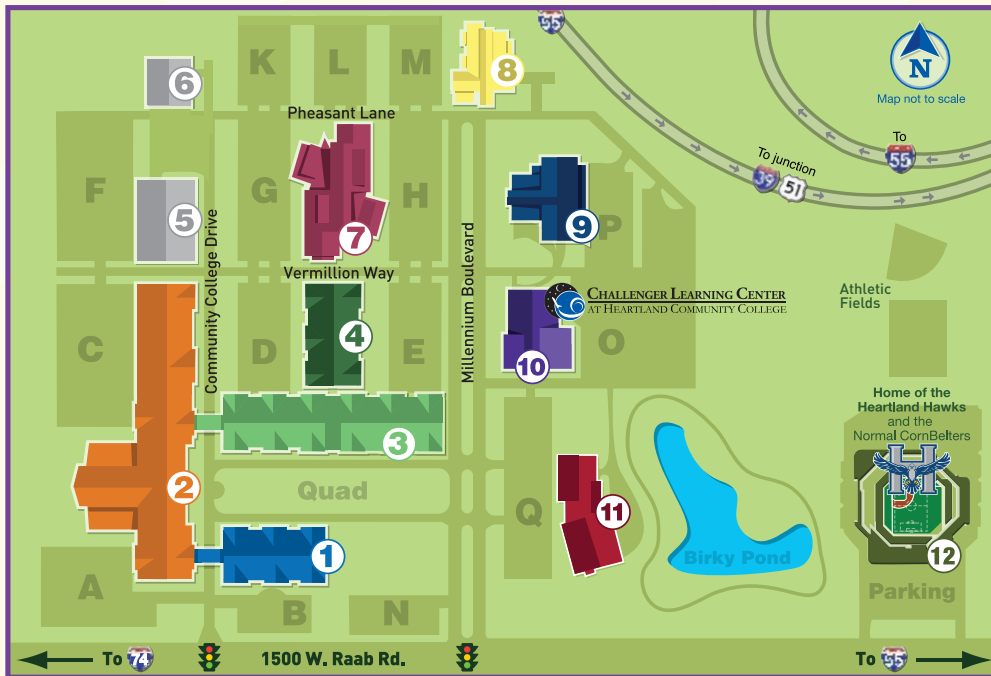 55
K
L
M
8
N
Map not to scale
6
Pheasant Lane
To
55
To junction
39
51
F
G
H
5
7
9
P
Community College Drive
Millennium Boulevard
Vermillion Way
Athletic
Fields
CHALLENGER LEARNING CENTER
AT HEARTLAND COMMUNITY COLLEGE
C
D
4
E
10
O
Home of the
Heartland Hawks
and the
Normal CornBelters
3
H
2
Quad
Q
11
1
Birky Pond
12
A
B
N
Parking
To 74
1500 W. Raab Rd.
To 55